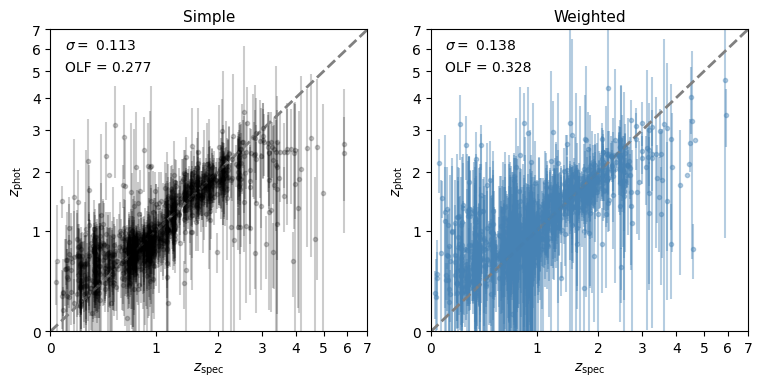 Simple
σ = 0.113
OLF = 0.277
7
6
5
4
3
2
1
0
z_phot
0 1 2 3 4 5 6 7
z_spec
Weighted
σ = 0.138
OLF = 0.328
7
6
5
4
3
2
1
0
z_phot
0 1 2 3 4 5 6 7
z_spec